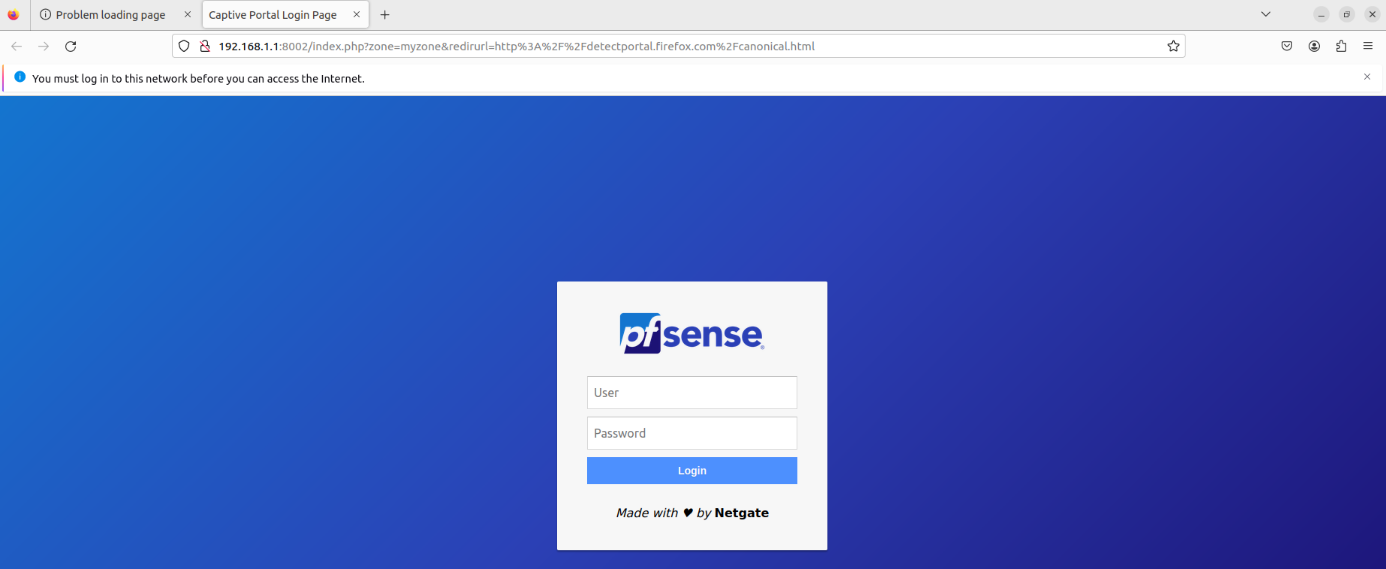 Problem loading page
Captive Portal Login Page
192.168.1.1:8002/index.php?zone=myzone&redirurl=http%3A%2F%2Fdetectportal.firefox.com%2Fcanonical.html
You must log in to this network before you can access the Internet.
pfsense®
User
Password
Login
Made with ♥ by Netgate